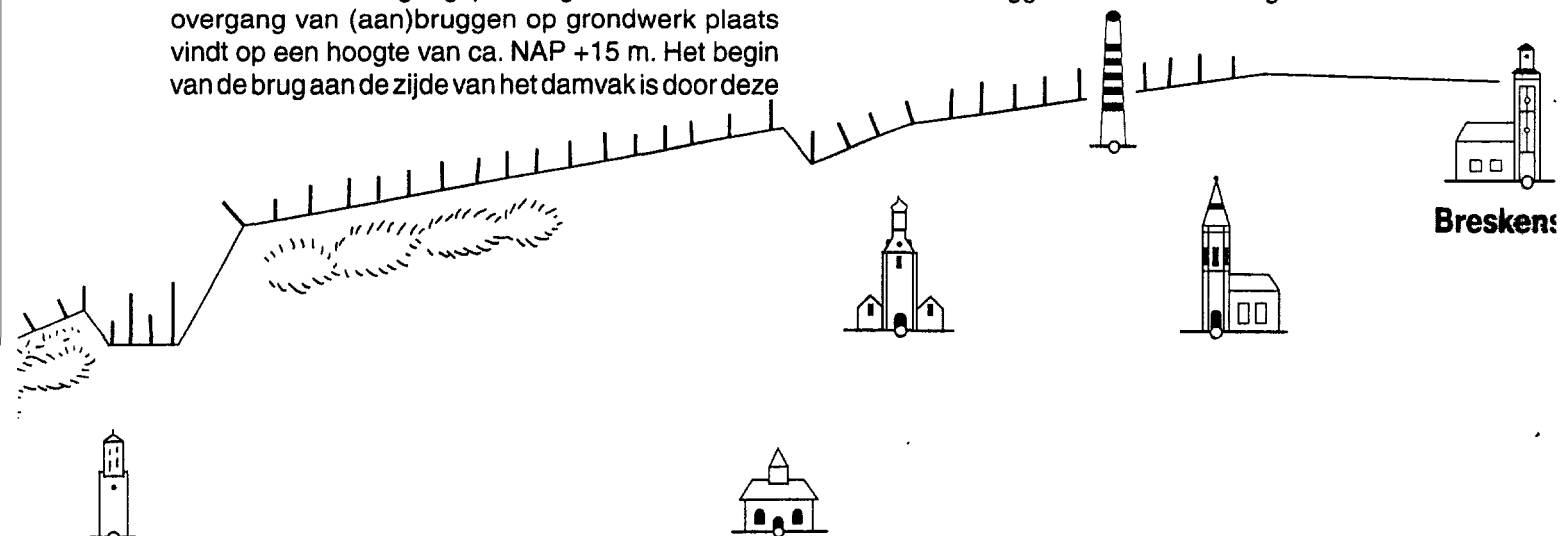 overgang van (aan)bruggen op grondwerk plaats
vindt op een hoogte van ca. NAP +15 m. Het begin
van de brug aan de zijde van het damvak is door deze
Breskens